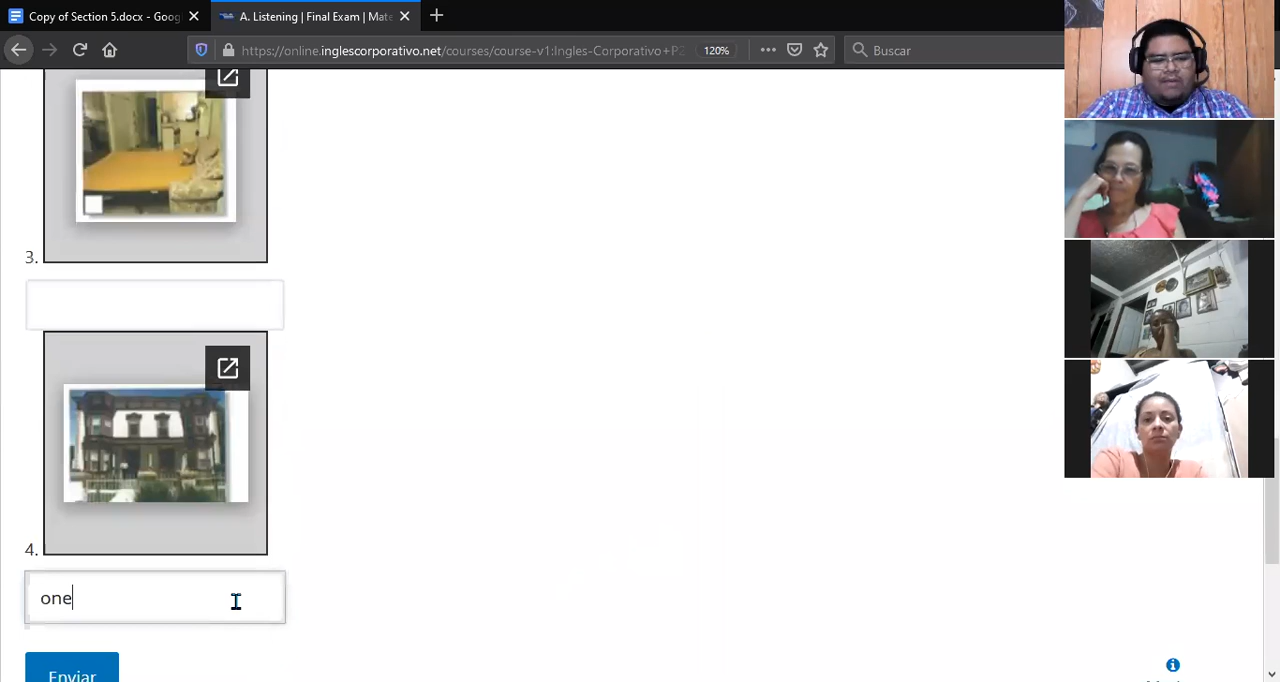 Copy of Section 5.docx - Goog
A. Listening | Final Exam | Mate
https://online.inglescorporativo.net/courses/course-v1:Ingles-Corporativo+P
120%
Buscar
3.
4.
one
Enviar